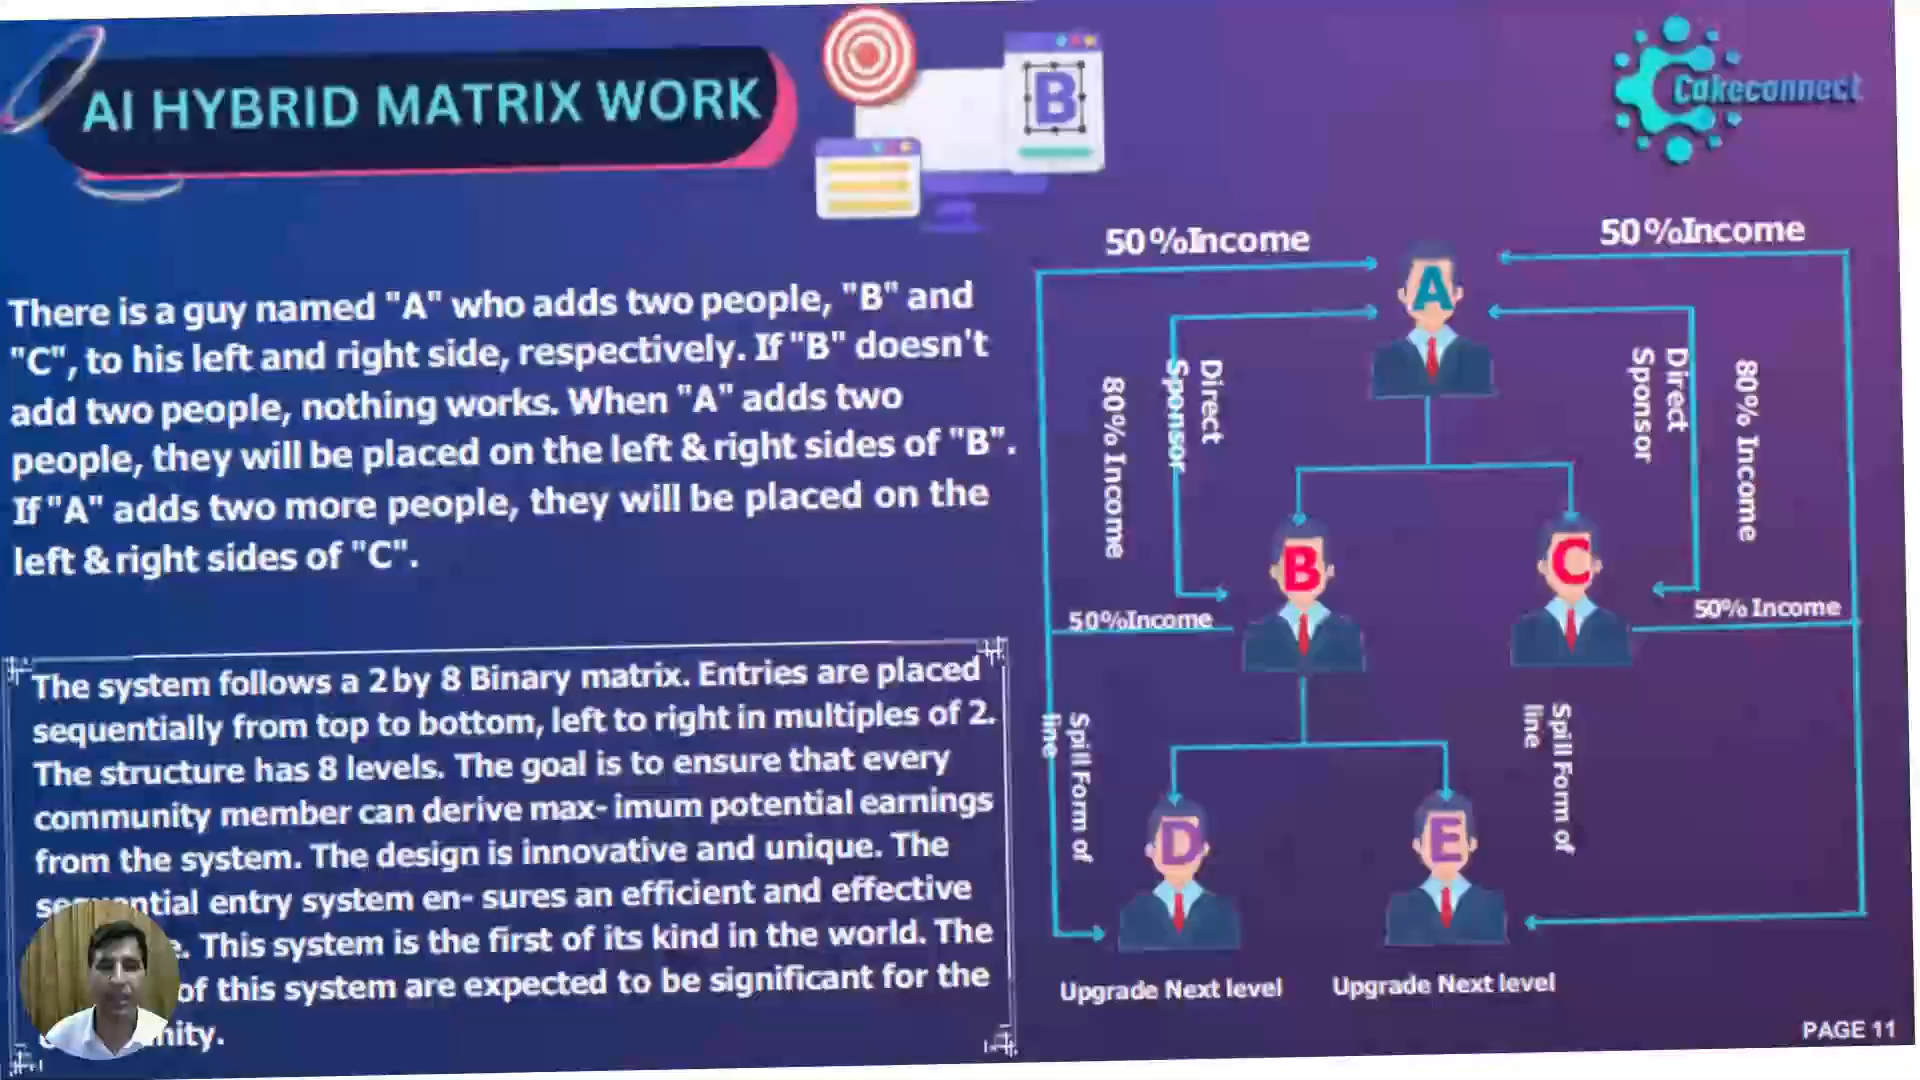 AI HYBRID MATRIX WORK
B
Cakeconnect
There is a guy named "A" who adds two people, "B" and
"C", to his left and right side, respectively. If "B" doesn't
add two people, nothing works. When "A" adds two
people, they will be placed on the left & right sides of "B".
If "A" adds two more people, they will be placed on the
left & right sides of "C".
The system follows a 2 by 8 Binary matrix. Entries are placed
sequentially from top to bottom, left to right in multiples of 2.
The structure has 8 levels. The goal is to ensure that every
community member can derive max- imum potential earnings
from the system. The design is innovative and unique. The
entry system en- sures an efficient and effective
This system is the first of its kind in the world. The
of this system are expected to be significant for the
50%Income
50%Income
A
80% Income
Direct
Sponsor
Direct
Sponsor
80% Income
B
C
50%Income
50% Income
Spill Form of
line
Spill Form of
line
D
E
Upgrade Next level
Upgrade Next level
PAGE 11